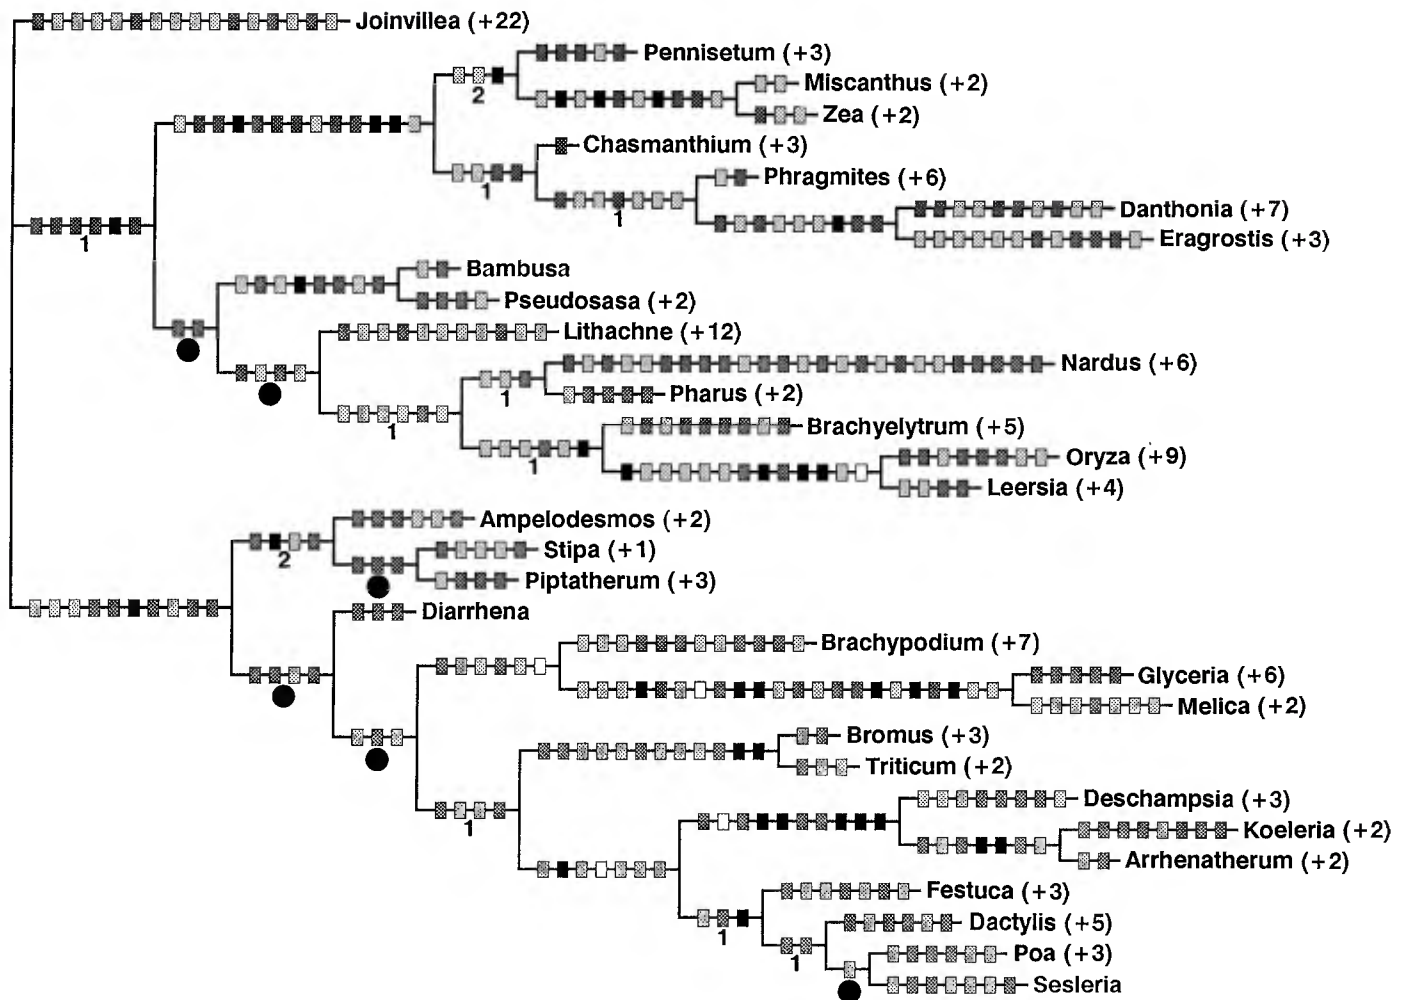 Joinvillea (+22)
Pennisetum (+3)
Miscanthus (+2)
2
Zea (+2)
Chasmanthium (+3)
Phragmites (+6)
1
Danthonia (+7)
1
Eragrostis (+3)
1
Bambusa
Pseudosasa (+2)
Lithachne (+12)
Nardus (+6)
Pharus (+2)
1
Brachyelytrum (+5)
1
Oryza (+9)
1
Leersia (+4)
Ampelodesmos (+2)
Stipa (+1)
2
Piptatherum (+3)
Diarrhena
Brachypodium (+7)
Glyceria (+6)
Melica (+2)
Bromus (+3)
Triticum (+2)
Deschampsia (+3)
1
Koeleria (+2)
Arrhenatherum (+2)
Festuca (+3)
Dactylis (+5)
1
Poa (+3)
1
Sesleria